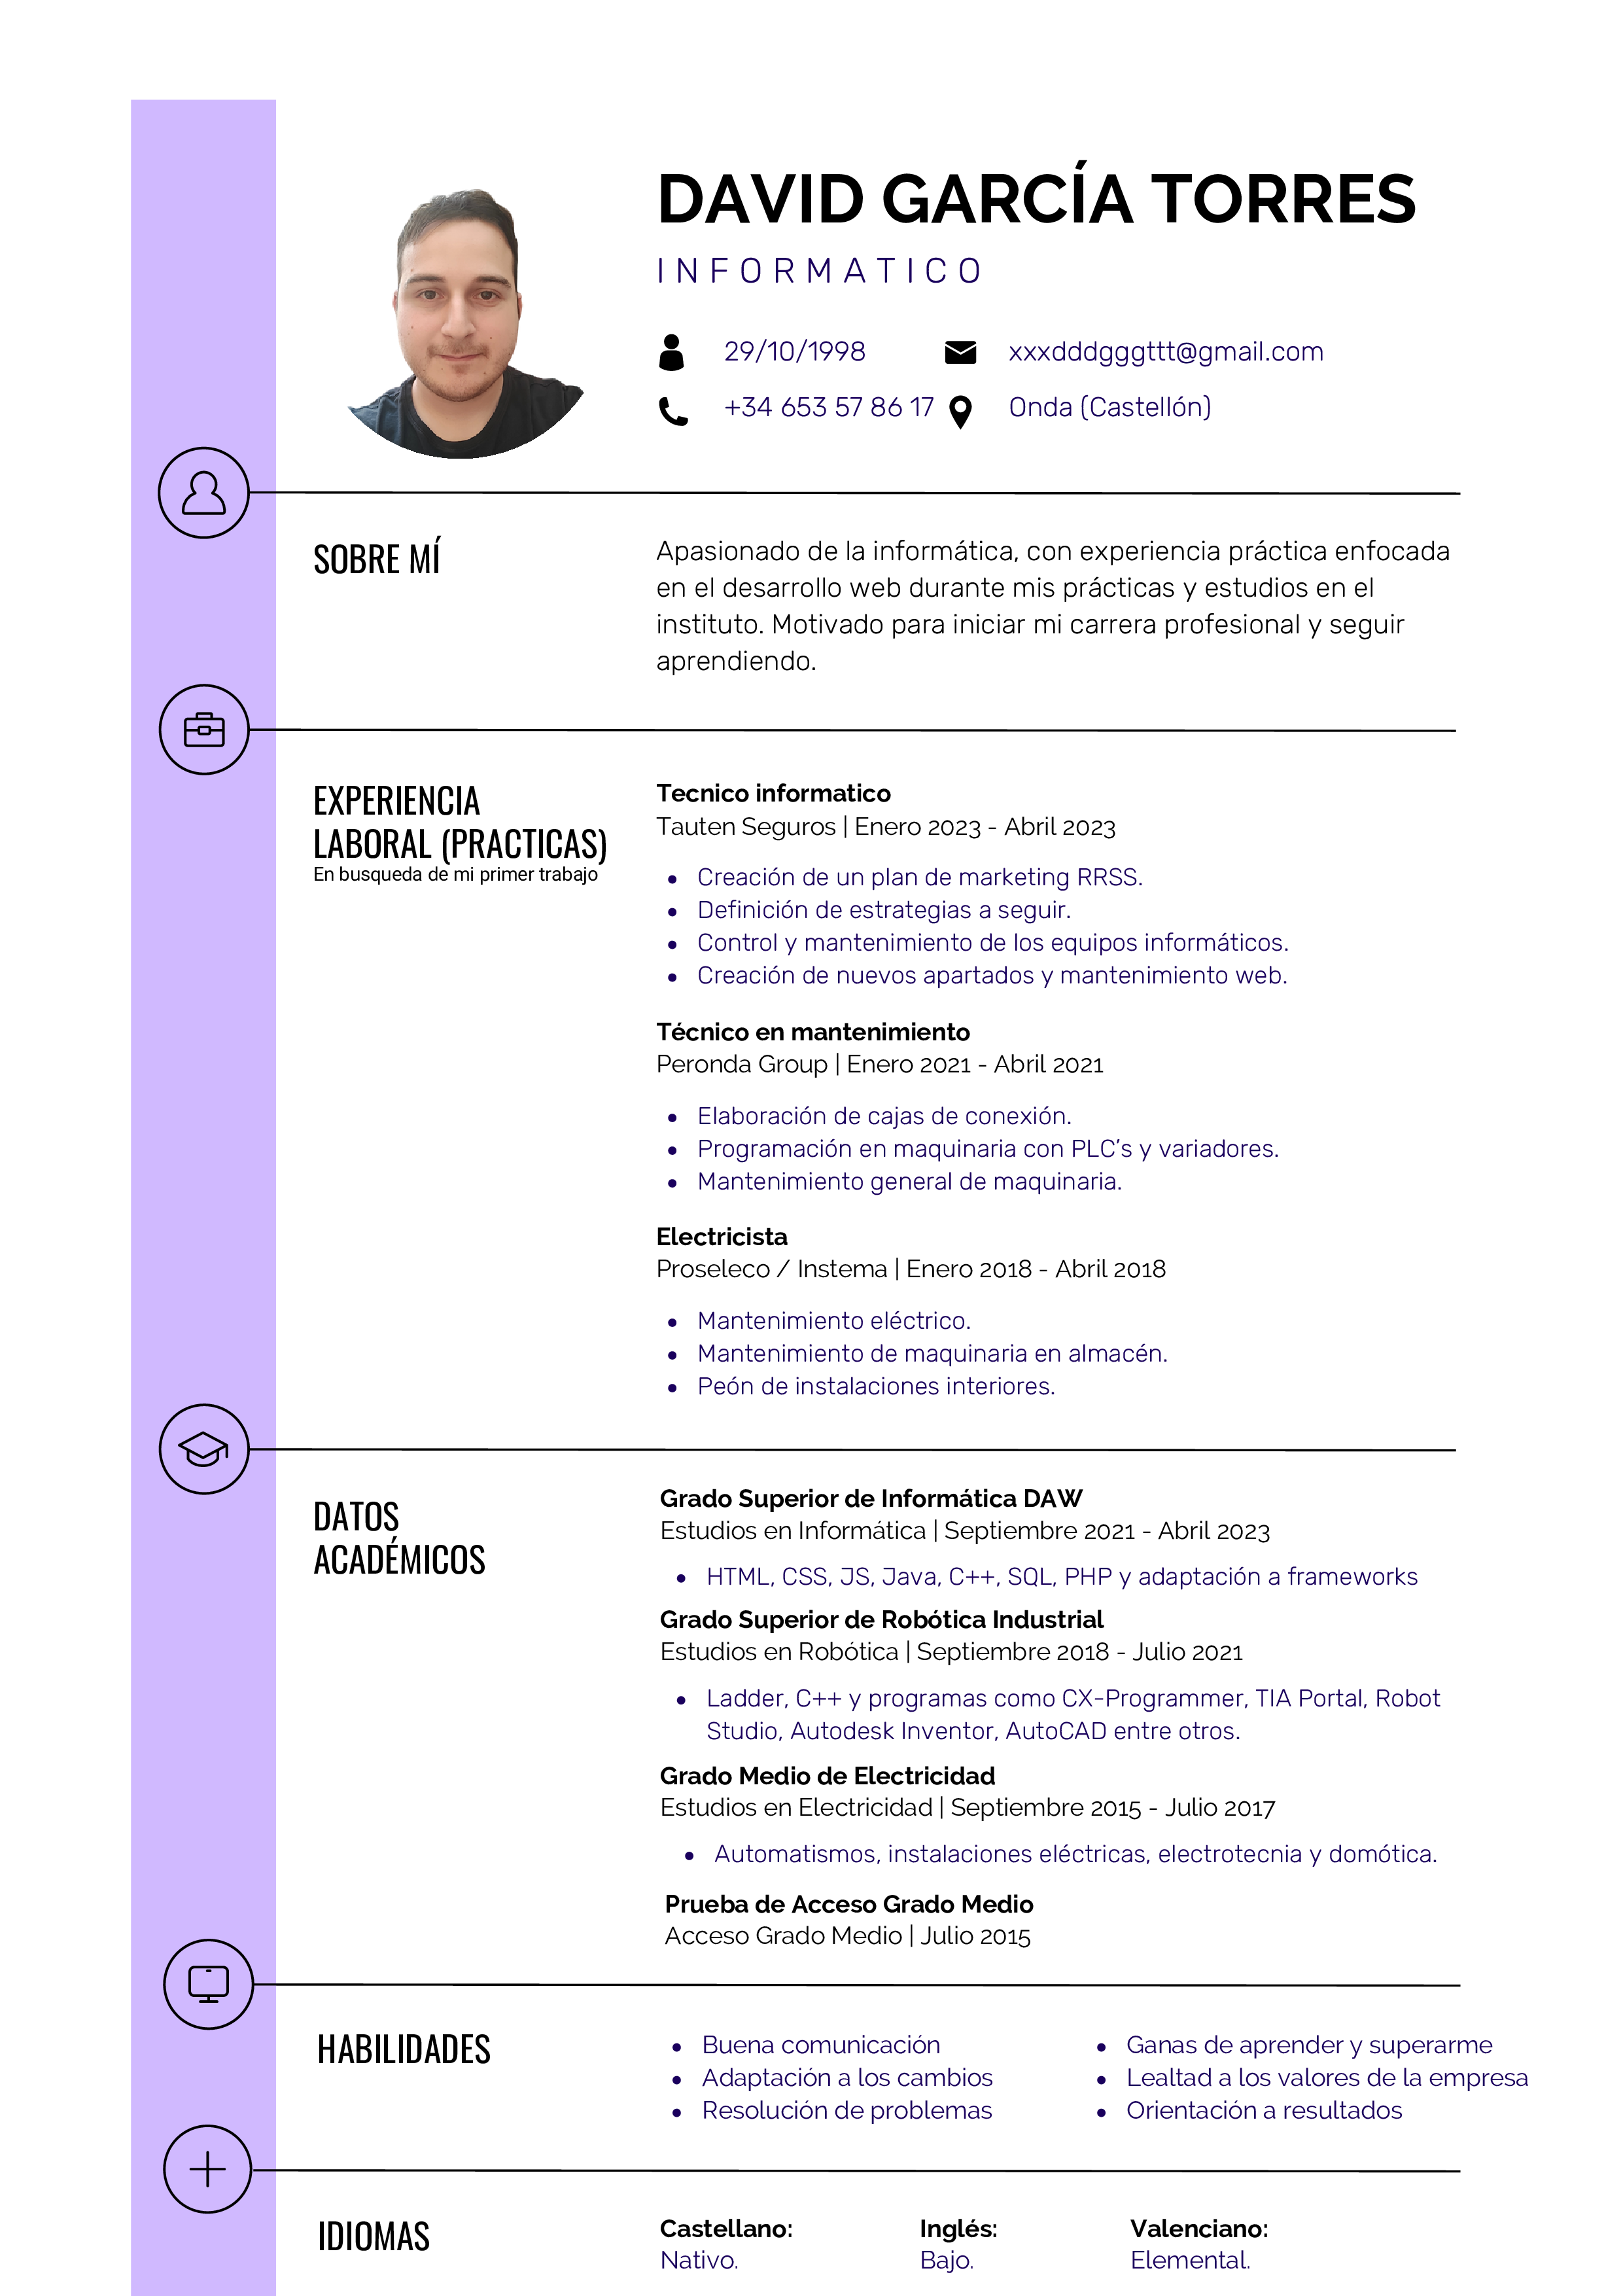 DAVID GARCÍA TORRES
INFORMATICO
29/10/1998
xxxdddgggttt@gmail.com
+34 653 57 86 17
Onda (Castellón)
SOBRE MÍ
Apasionado de la informática, con experiencia práctica enfocada
en el desarrollo web durante mis prácticas y estudios en el
instituto. Motivado para iniciar mi carrera profesional y seguir
aprendiendo.
EXPERIENCIA
LABORAL (PRACTICAS)
En busqueda de mi primer trabajo
Tecnico informatico
Tauten Seguros | Enero 2023 - Abril 2023
• Creación de un plan de marketing RRSS.
• Definición de estrategias a seguir.
• Control y mantenimiento de los equipos informáticos.
• Creación de nuevos apartados y mantenimiento web.
Técnico en mantenimiento
Peronda Group | Enero 2021 - Abril 2021
• Elaboración de cajas de conexión.
• Programación en maquinaria con PLC’s y variadores.
• Mantenimiento general de maquinaria.
Electricista
Proseleco / Instema | Enero 2018 - Abril 2018
• Mantenimiento eléctrico.
• Mantenimiento de maquinaria en almacén.
• Peón de instalaciones interiores.
DATOS
ACADÉMICOS
Grado Superior de Informática DAW
Estudios en Informática | Septiembre 2021 - Abril 2023
• HTML, CSS, JS, Java, C++, SQL, PHP y adaptación a frameworks
Grado Superior de Robótica Industrial
Estudios en Robótica | Septiembre 2018 - Julio 2021
• Ladder, C++ y programas como CX-Programmer, TIA Portal, Robot
Studio, Autodesk Inventor, AutoCAD entre otros.
Grado Medio de Electricidad
Estudios en Electricidad | Septiembre 2015 - Julio 2017
• Automatismos, instalaciones eléctricas, electrotecnia y domótica.
Prueba de Acceso Grado Medio
Acceso Grado Medio | Julio 2015
HABILIDADES
• Buena comunicación
• Adaptación a los cambios
• Resolución de problemas
• Ganas de aprender y superarme
• Lealtad a los valores de la empresa
• Orientación a resultados
IDIOMAS
Castellano:
Nativo.
Inglés:
Bajo.
Valenciano:
Elemental.